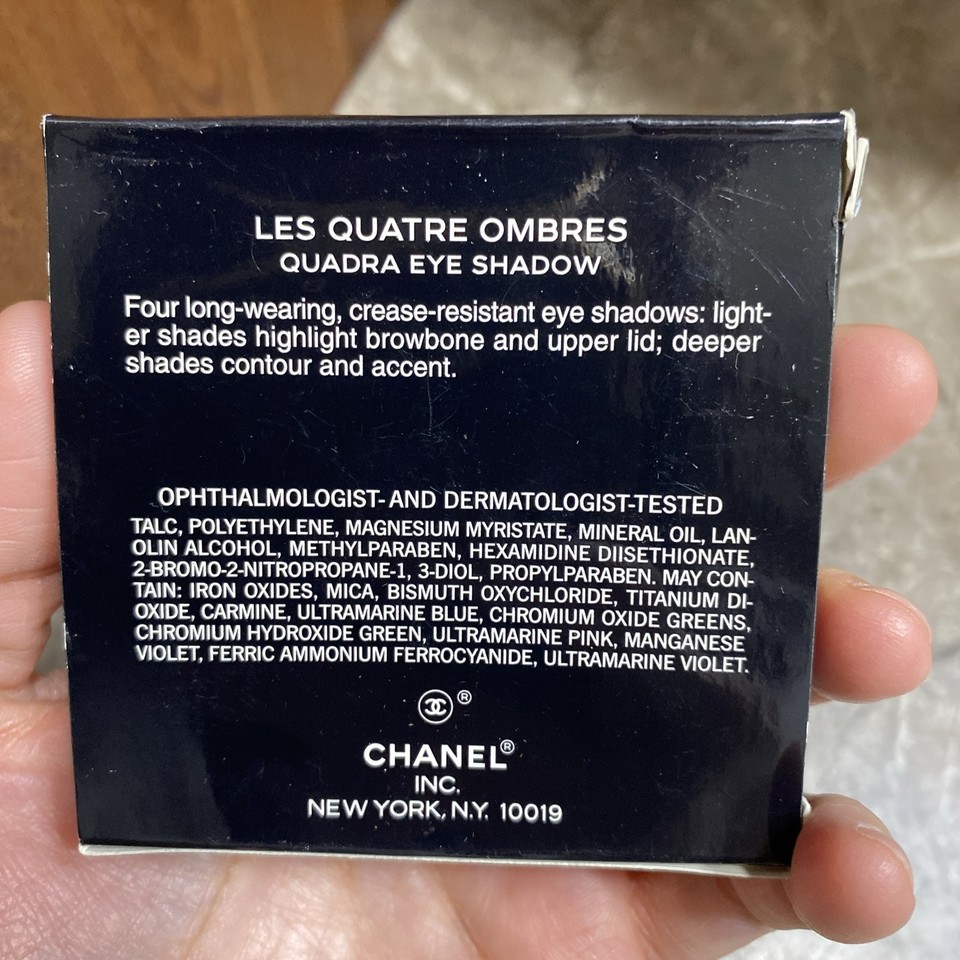 LES QUATRE OMBRES
QUADRA EYE SHADOW
Four long-wearing, crease-resistant eye shadows: light-
er shades highlight browbone and upper lid; deeper
shades contour and accent.
OPHTHALMOLOGIST- AND DERMATOLOGIST-TESTED
TALC, POLYETHYLENE, MAGNESIUM MYRISTATE, MINERAL OIL, LAN-
OLIN ALCOHOL, METHYLPARABEN, HEXAMIDINE DIISETHIONATE,
2-BROMO-2-NITROPROPANE-1, 3-DIOL, PROPYLPARABEN. MAY CON-
TAIN: IRON OXIDES, MICA, BISMUTH OXYCHLORIDE, TITANIUM DI-
OXIDE, CARMINE, ULTRAMARINE BLUE, CHROMIUM OXIDE GREENS,
CHROMIUM HYDROXIDE GREEN, ULTRAMARINE PINK, MANGANESE
VIOLET, FERRIC AMMONIUM FERROCYANIDE, ULTRAMARINE VIOLET.
®
CHANEL®
INC.
NEW YORK, N.Y. 10019